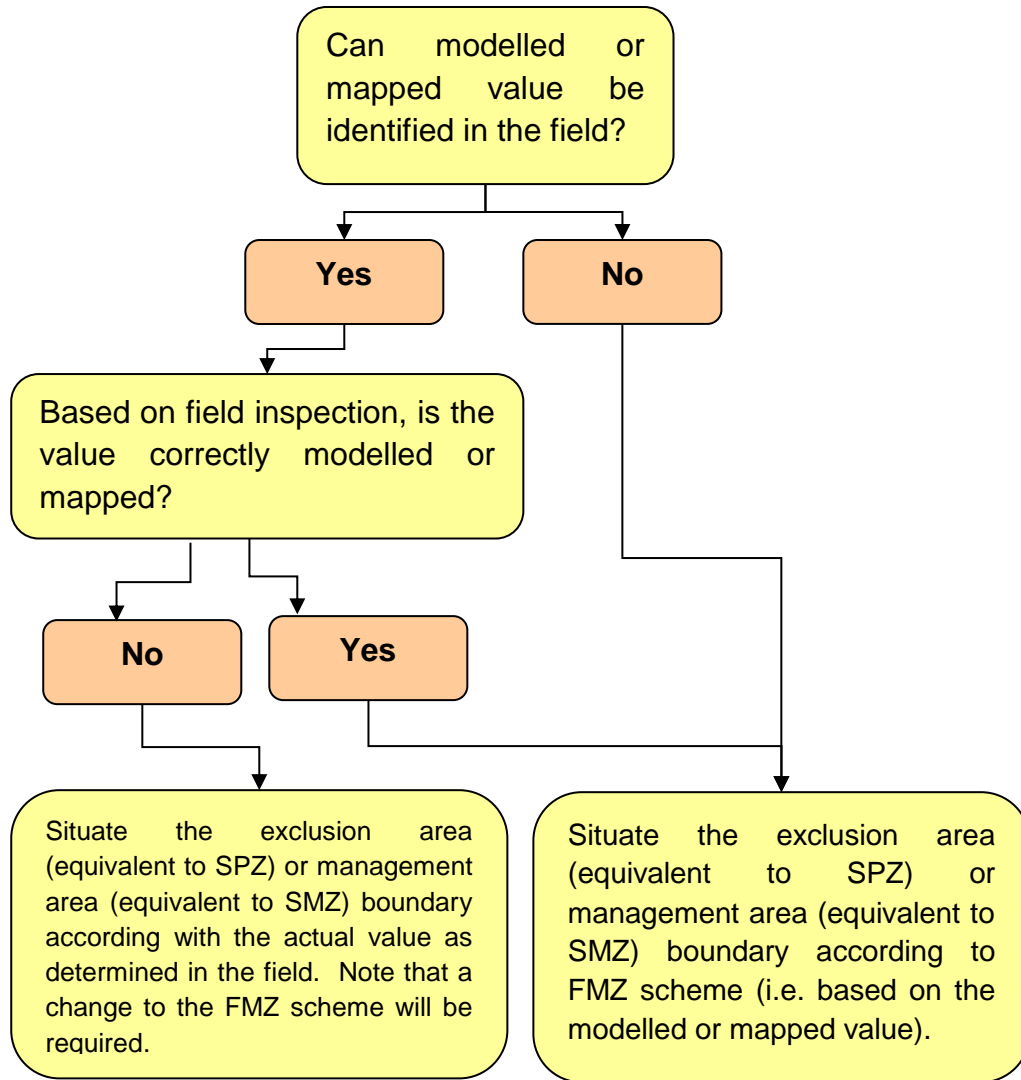 Can modelled or
mapped value be
identified in the field?
Yes
No
Based on field inspection, is the
value correctly modelled or
mapped?
No
Yes
Situate the exclusion area
(equivalent to SPZ) or management
area (equivalent to SMZ) boundary
according with the actual value as
determined in the field. Note that a
change to the FMZ scheme will be
required.
Situate the exclusion area
(equivalent to SPZ) or
management area (equivalent to
SMZ) boundary according to
FMZ scheme (i.e. based on the
modelled or mapped value).